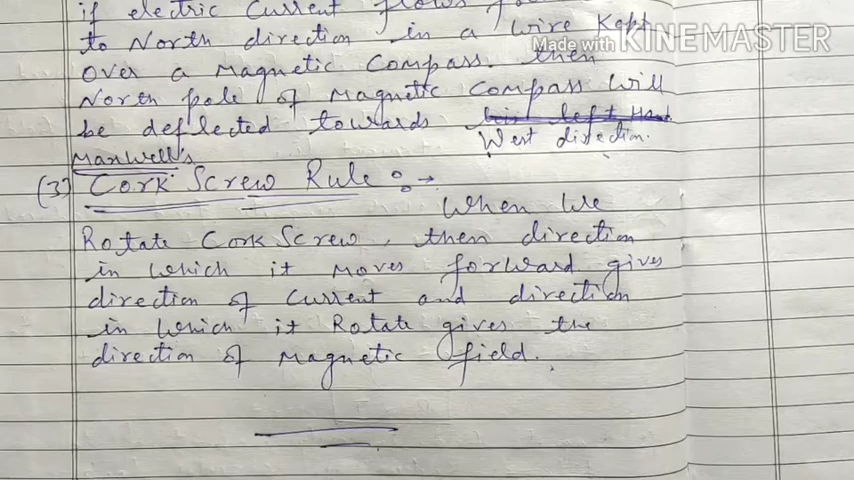 if electric current flows
to North direction in a wire Kept
Made with KINEMASTER
Over a Magnetic Compass. then
North pole of Magnetic Compass will
be deflected towards his left Hand
West direction.
Maxwell's
(3) Cork Screw Rule :→
When We
Rotate Cork Screw, then direction
in which it moves forward gives
direction of Current and direction
in which it Rotate gives the
direction of Magnetic field.